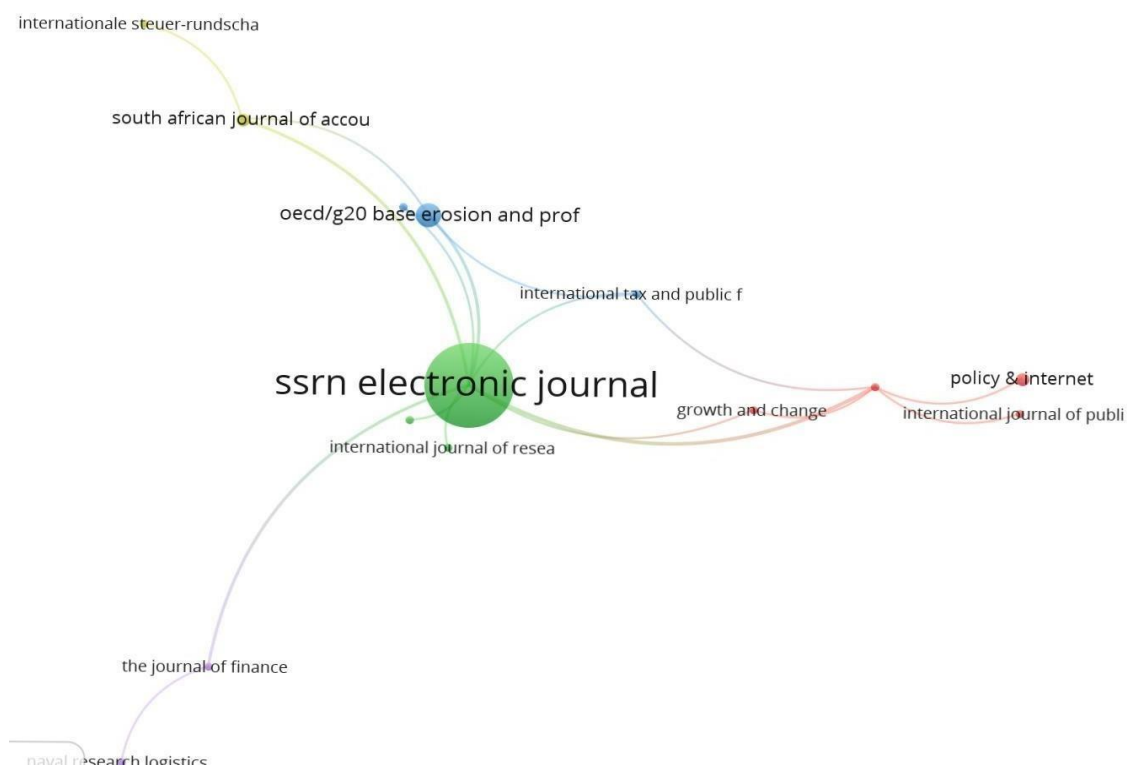 internationale steuer-rundscha
south african journal of accou
oecd/g20 base erosion and prof
international tax and public f
ssrn electronic journal
policy & internet
growth and change
international journal of publi
international journal of resea
the journal of finance
naval research logistics